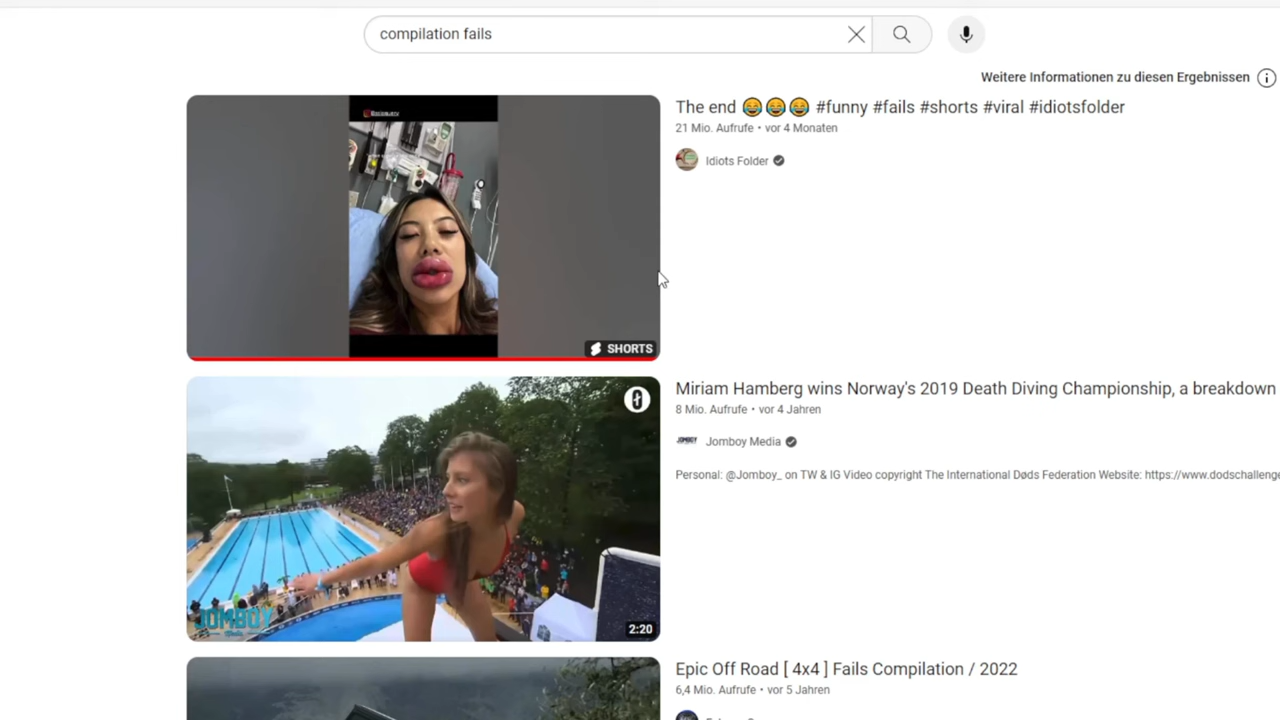 compilation fails
Weitere Informationen zu diesen Ergebnissen
The end 😂😂😂 #funny #fails #shorts #viral #idiotsfolder
21 Mio. Aufrufe • vor 4 Monaten
Idiots Folder
SHORTS
Miriam Hamberg wins Norway's 2019 Death Diving Championship, a breakdown
8 Mio. Aufrufe • vor 4 Jahren
JOMBOY
Jomboy Media
Personal: @Jomboy_ on TW & IG Video copyright The International Døds Federation Website: https://www.dodschallenge
JOMBOY
2:20
Epic Off Road [ 4x4 ] Fails Compilation / 2022
6,4 Mio. Aufrufe • vor 5 Jahren